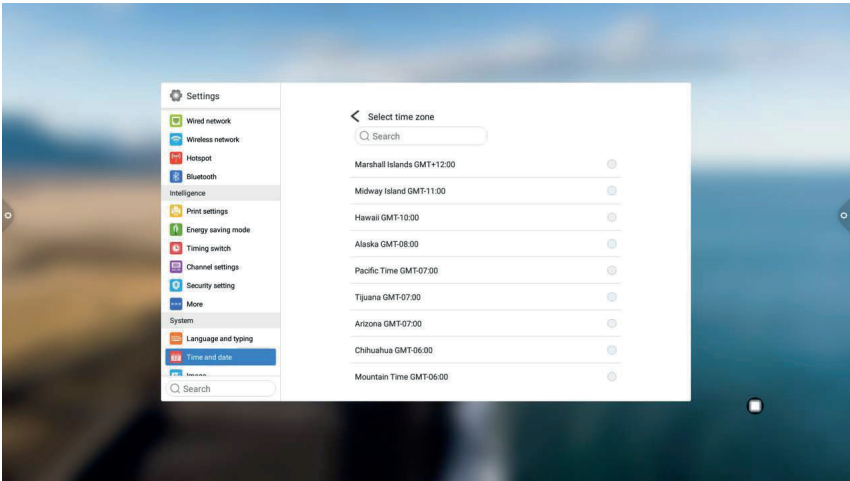 Settings
Wired network
Wireless network
Hotspot
Bluetooth
Intelligence
Print settings
Energy saving mode
Timing switch
Channel settings
Security setting
More
System
Language and typing
Time and date
Search
Select time zone
Search
Marshall Islands GMT+12:00
Midway Island GMT-11:00
Hawaii GMT-10:00
Alaska GMT-08:00
Pacific Time GMT-07:00
Tijuana GMT-07:00
Arizona GMT-07:00
Chihuahua GMT-06:00
Mountain Time GMT-06:00